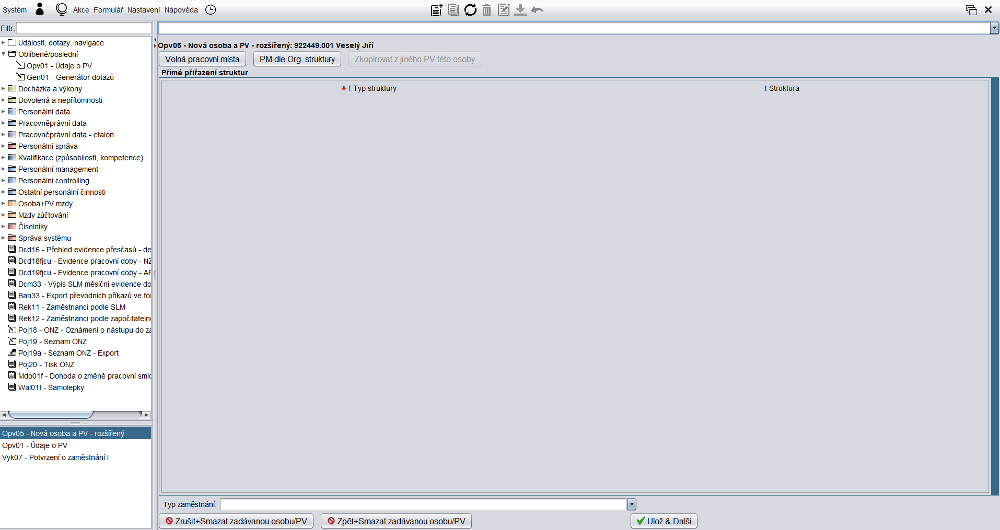 Systém Akce Formulář Nastavení Nápověda
Filtr:
Události, dotazy, navigace
Oblíbené/poslední
Opv01 - Údaje o PV
Gen01 - Generátor dotazů
Docházka a výkony
Dovolená a nepřítomnosti
Personální data
Pracovněprávní data
Pracovněprávní data - etalon
Personální správa
Kvalifikace (způsobilosti, kompetence)
Personální management
Personální controlling
Ostatní personální činnosti
Osoba+PV mzdy
Mzdy zúčtování
Číselníky
Správa systému
Dcd16 - Přehled evidence přesčasů - de
Dcd18fjcu - Evidence pracovní doby - NZ
Dcd19fjcu - Evidence pracovní doby - AF
Dcm33 - Výpis SLM měsíční evidence do
Ban33 - Export převodních příkazů ve for
Rek11 - Zaměstnanci podle SLM
Rek12 - Zaměstnanci podle započitatelné
Poj18 - ONZ - Oznámení o nástupu do za
Poj19 - Seznam ONZ
Poj19a - Seznam ONZ - Export
Poj20 - Tisk ONZ
Mdo01f - Dohoda o změně pracovní smlo
Wal01f - Samolepky
Opv05 - Nová osoba a PV - rozšířený
Opv01 - Údaje o PV
Vyk07 - Potvrzení o zaměstnání I
Opv05 - Nová osoba a PV - rozšířený: 922449.001 Veselý Jiří
Volná pracovní místa PM dle Org. struktury Zkopírovat z jiného PV této osoby
Přímé přiřazení struktur
! Typ struktury ! Struktura
Typ zaměstnání:
Zrušit+Smazat zadávanou osobu/PV Zpět+Smazat zadávanou osobu/PV Ulož & Další